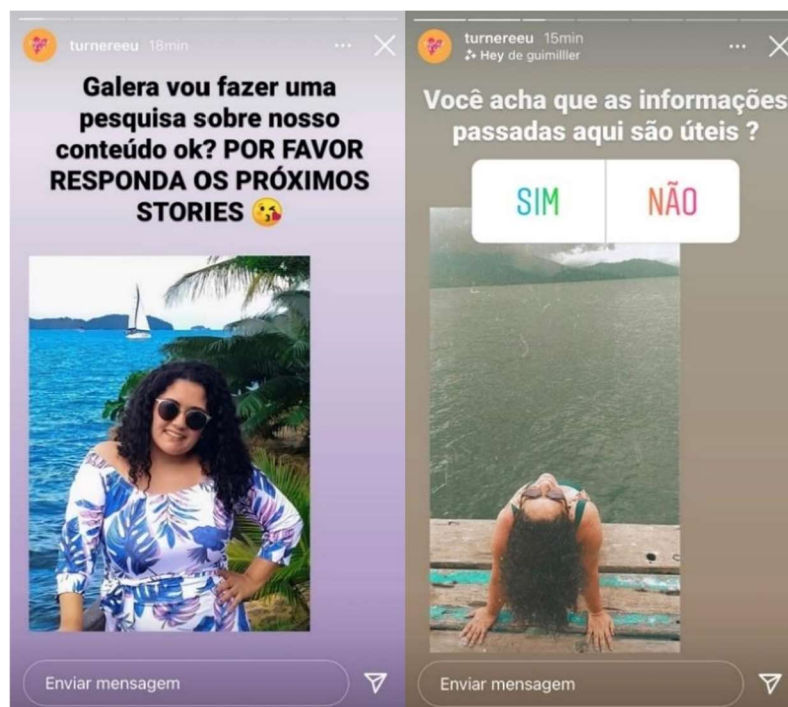 turnereeu 18min
Galera vou fazer uma
pesquisa sobre nosso
conteúdo ok? POR FAVOR
RESPONDA OS PRÓXIMOS
STORIES 😘
Enviar mensagem
turnereeu 15min
Hey de guimilller
Você acha que as informações
passadas aqui são úteis ?
SIM NÃO
Enviar mensagem